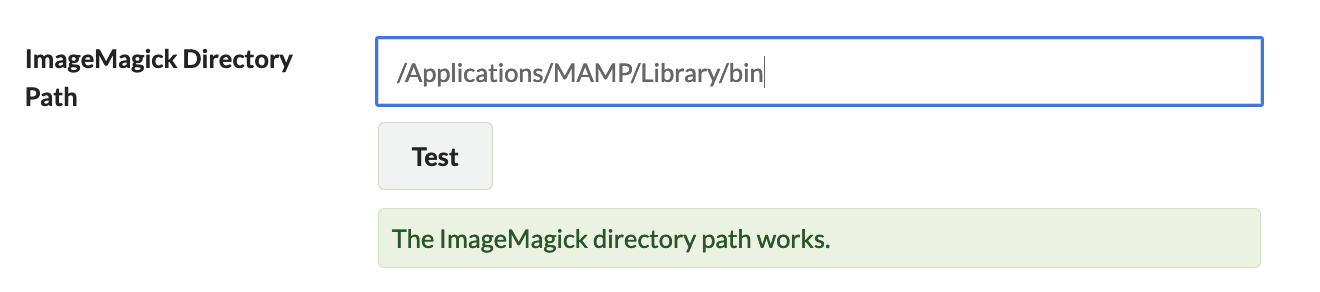 ImageMagick Directory
Path
/Applications/MAMP/Library/bin
Test
The ImageMagick directory path works.